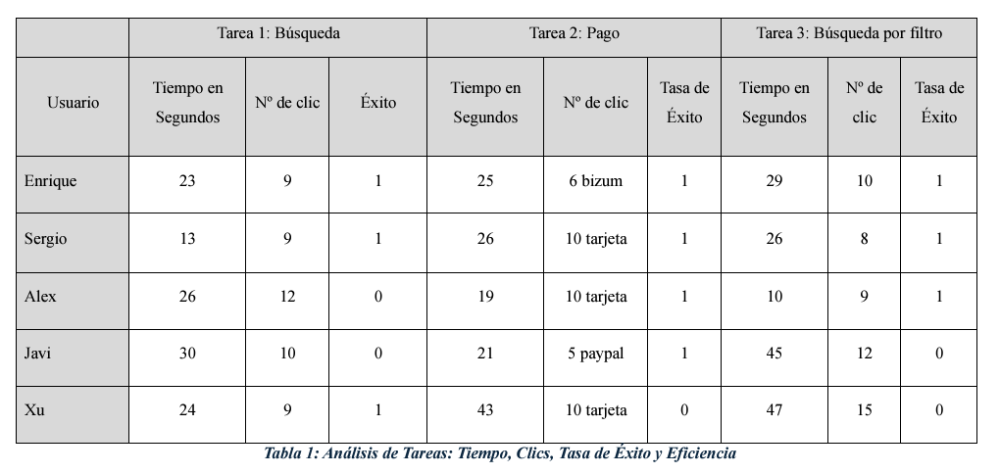 Tarea 1: Búsqueda Tarea 2: Pago Tarea 3: Búsqueda por filtro
Usuario Tiempo en Segundos Nº de clic Éxito Tiempo en Segundos Nº de clic Tasa de Éxito Tiempo en Segundos Nº de clic Tasa de Éxito
Enrique 23 9 1 25 6 bizum 1 29 10 1
Sergio 13 9 1 26 10 tarjeta 1 26 8 1
Alex 26 12 0 19 10 tarjeta 1 10 9 1
Javi 30 10 0 21 5 paypal 1 45 12 0
Xu 24 9 1 43 10 tarjeta 0 47 15 0
Tabla 1: Análisis de Tareas: Tiempo, Clics, Tasa de Éxito y Eficiencia